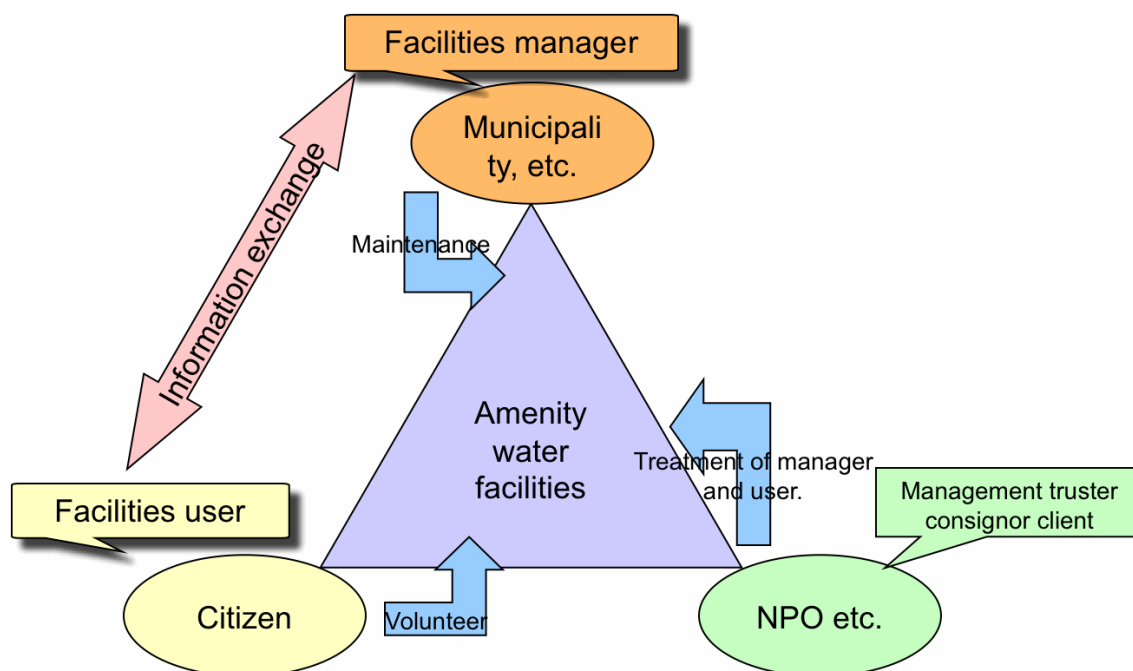 Facilities manager
Municipali
ty, etc.
Information exchange
Maintenance
Amenity
water
facilities
Treatment of manager
and user.
Management truster
consignor client
Facilities user
Citizen
Volunteer
NPO etc.